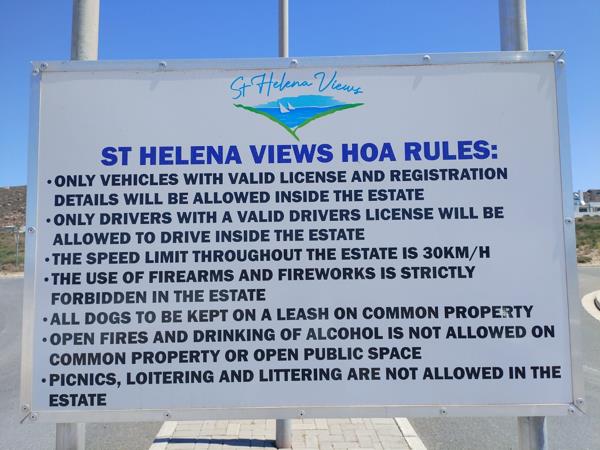 St Helena Views
ST HELENA VIEWS HOA RULES:
•ONLY VEHICLES WITH VALID LICENSE AND REGISTRATION
DETAILS WILL BE ALLOWED INSIDE THE ESTATE
•ONLY DRIVERS WITH A VALID DRIVERS LICENSE WILL BE
ALLOWED TO DRIVE INSIDE THE ESTATE
•THE SPEED LIMIT THROUGHOUT THE ESTATE IS 30KM/H
•THE USE OF FIREARMS AND FIREWORKS IS STRICTLY
FORBIDDEN IN THE ESTATE
•ALL DOGS TO BE KEPT ON A LEASH ON COMMON PROPERTY
•OPEN FIRES AND DRINKING OF ALCOHOL IS NOT ALLOWED ON
COMMON PROPERTY OR OPEN PUBLIC SPACE
•PICNICS, LOITERING AND LITTERING ARE NOT ALLOWED IN THE
ESTATE